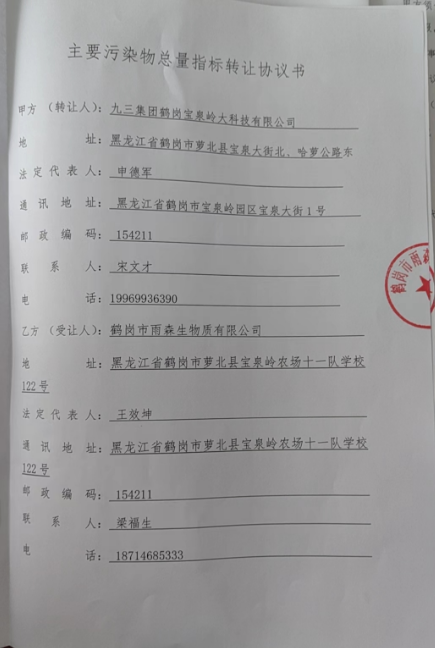 主要污染物总量指标转让协议书
甲方（转让人）：九三集团鹤岗宝泉岭大科技有限公司
地 址：黑龙江省鹤岗市萝北县宝泉大街北、哈萝公路东
法定代表人：申德军
通讯地址：黑龙江省鹤岗市宝泉岭园区宝泉大街1号
邮政编码：154211
联系人：宋文才
电 话：19969936390
乙方（受让人）：鹤岗市雨森生物质有限公司
地 址：黑龙江省鹤岗市萝北县宝泉岭农场十一队学校
122号
法定代表人：王效坤
通讯地址：黑龙江省鹤岗市萝北县宝泉岭农场十一队学校
122号
邮政编码：154211
联系人：梁福生
电 话：18714685333
鹤岗市雨